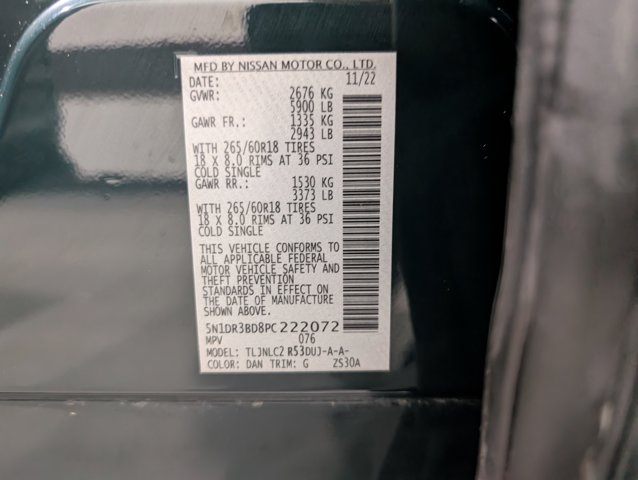 MFD BY NISSAN MOTOR CO., LTD.
DATE: 11/22
GVWR: 2676 KG
5900 LB
GAWR FR.: 1335 KG
2943 LB
WITH 265/60R18 TIRES
18 X 8.0 RIMS AT 36 PSI
COLD SINGLE
GAWR RR.: 1530 KG
3373 LB
WITH 265/60R18 TIRES
18 X 8.0 RIMS AT 36 PSI
COLD SINGLE
THIS VEHICLE CONFORMS TO
ALL APPLICABLE FEDERAL
MOTOR VEHICLE SAFETY AND
THEFT PREVENTION
STANDARDS IN EFFECT ON
THE DATE OF MANUFACTURE
SHOWN ABOVE.
5N1DR3BD8PC222072
MPV 076
MODEL: TLJNLC2 R53DUJ-A-A-
COLOR: DAN TRIM: G ZS30A